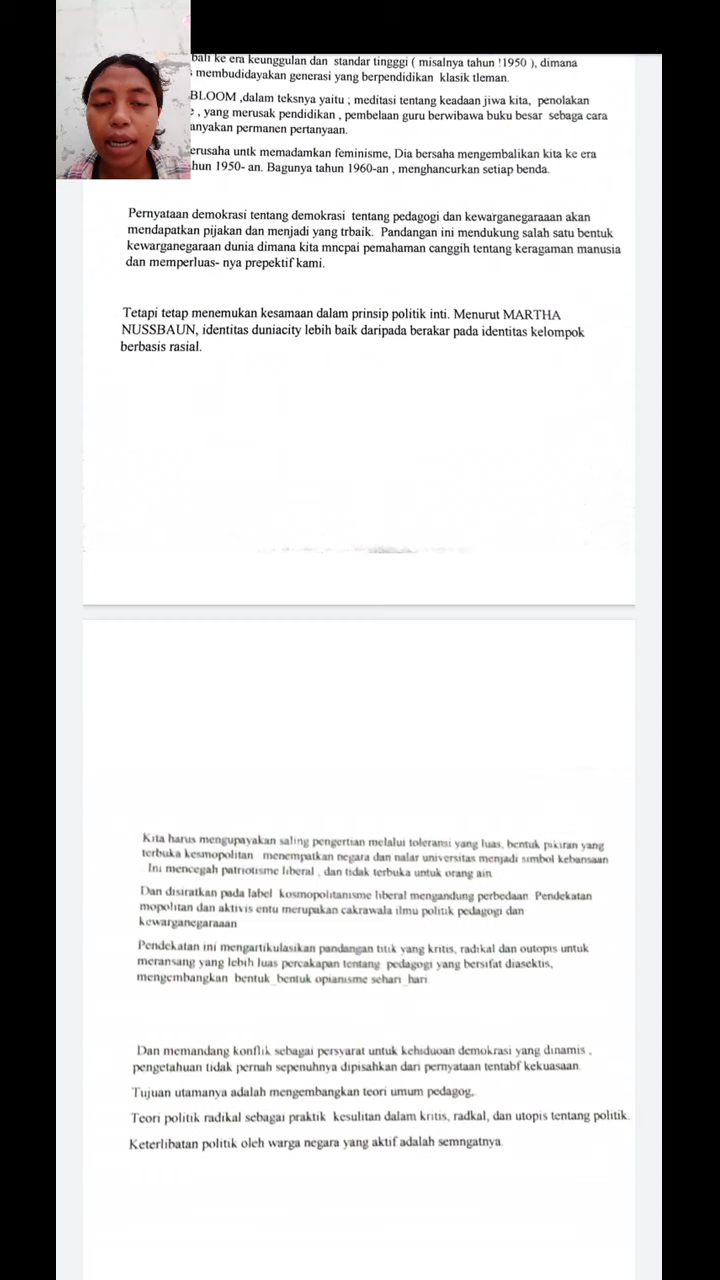 bali ke era keunggulan dan standar tingggi ( misalnya tahun !1950 ), dimana
membudidayakan generasi yang berpendidikan klasik tleman.
BLOOM ,dalam teksnya yaitu ; meditasi tentang keadaan jiwa kita, penolakan
, yang merusak pendidikan , pembelaan guru berwibawa buku besar sebaga cara
anyakan permanen pertanyaan.
erusaha untk memadamkan feminisme, Dia bersaha mengembalikan kita ke era
hun 1950- an. Bagunya tahun 1960-an , menghancurkan setiap benda.
Pernyataan demokrasi tentang demokrasi tentang pedagogi dan kewarganegaraaan akan
mendapatkan pijakan dan menjadi yang trbaik. Pandangan ini mendukung salah satu bentuk
kewarganegaraan dunia dimana kita mncpai pemahaman canggih tentang keragaman manusia
dan memperluas- nya prepektif kami.
Tetapi tetap menemukan kesamaan dalam prinsip politik inti. Menurut MARTHA
NUSSBAUN, identitas duniacity lebih baik daripada berakar pada identitas kelompok
berbasis rasial.
Kita harus mengupayakan saling pengertian melalui toleransi yang luas, bentuk pikiran yang
terbuka kesmopolitan menempatkan negara dan nalar universitas menjadi simbol kebansaan
Ini mencegah patriotisme liberal , dan tidak terbuka untuk orang ain
Dan disiratkan pada label kosmopolitanisme liberal mengandung perbedaan. Pendekatan
mopolitan dan aktivis entu merupakan cakrawala ilmu politik pedagogi dan
kewarganegaraaan
Pendekatan ini mengartikulasikan pandangan titik yang kritis, radikal dan outopis untuk
meransang yang lebih luas percakapan tentang pedagogi yang bersifat diasektis,
mengembangkan bentuk_bentuk opianisme sehari_hari
Dan memandang konflik sebagai persyarat untuk kehiduoan demokrasi yang dinamis ,
pengetahuan tidak pernah sepenuhnya dipisahkan dari pernyataan tentabf kekuasaan.
Tujuan utamanya adalah mengembangkan teori umum pedagog,.
Teori politik radikal sebagai praktik kesulitan dalam kritis, radkal, dan utopis tentang politik.
Keterlibatan politik oleh warga negara yang aktif adalah semngatnya.